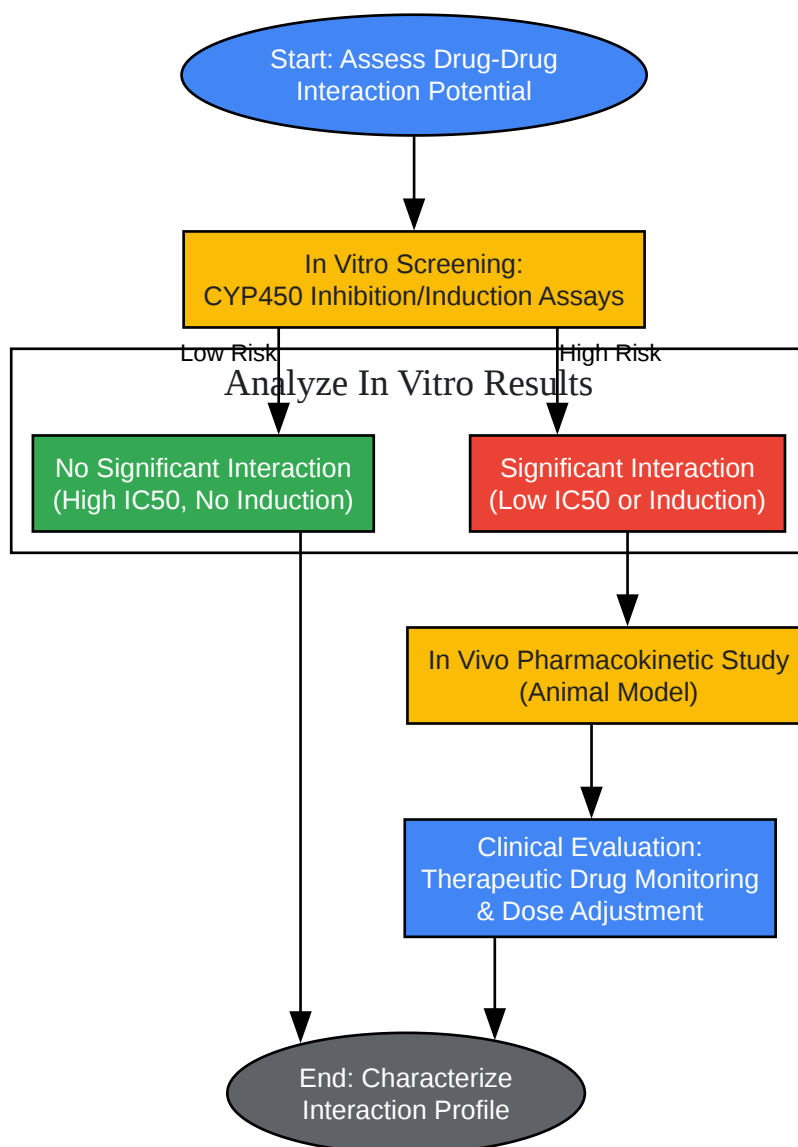 Start: Assess Drug-Drug
Interaction Potential
In Vitro Screening:
CYP450 Inhibition/Induction Assays
Low Risk
High Risk
Analyze In Vitro Results
No Significant Interaction
(High IC50, No Induction)
Significant Interaction
(Low IC50 or Induction)
In Vivo Pharmacokinetic Study
(Animal Model)
Clinical Evaluation:
Therapeutic Drug Monitoring
& Dose Adjustment
End: Characterize
Interaction Profile